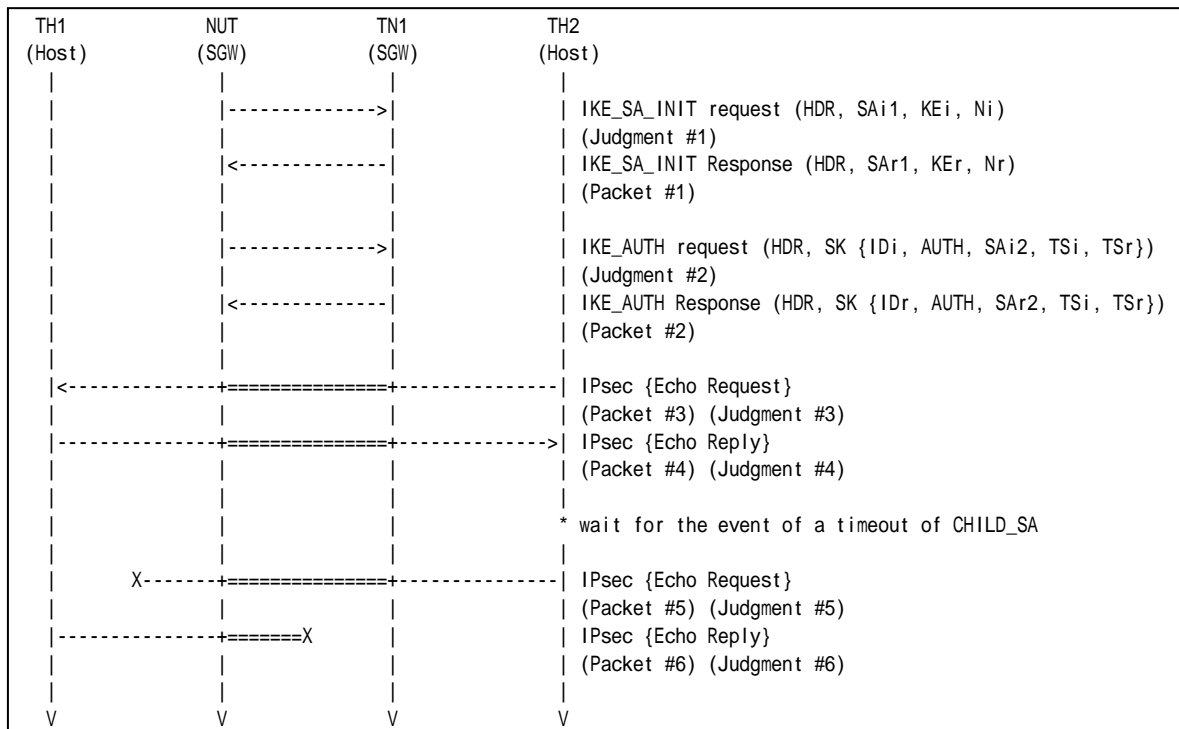 TH1 NUT TN1 TH2
(Host) (SGW) (SGW) (Host)
| | | |
| |-------------->| | IKE_SA_INIT request (HDR, SAi1, KEi, Ni)
| | | | (Judgment #1)
| |<--------------| | IKE_SA_INIT Response (HDR, SAr1, KEr, Nr)
| | | | (Packet #1)
| | | |
| |-------------->| | IKE_AUTH request (HDR, SK {IDi, AUTH, SAi2, TSi, TSr})
| | | | (Judgment #2)
| |<--------------| | IKE_AUTH Response (HDR, SK {IDr, AUTH, SAr2, TSi, TSr})
| | | | (Packet #2)
| | | |
|<--------------+===============+--------------| IPsec {Echo Request}
| | | | (Packet #3) (Judgment #3)
|---------------+===============+------------->| IPsec {Echo Reply}
| | | | (Packet #4) (Judgment #4)
| | | |
| | | * wait for the event of a timeout of CHILD_SA
| | | |
| X-------+===============+--------------| IPsec {Echo Request}
| | | | (Packet #5) (Judgment #5)
|---------------+=======X | | IPsec {Echo Reply}
| | | | (Packet #6) (Judgment #6)
| | | |
V V V V